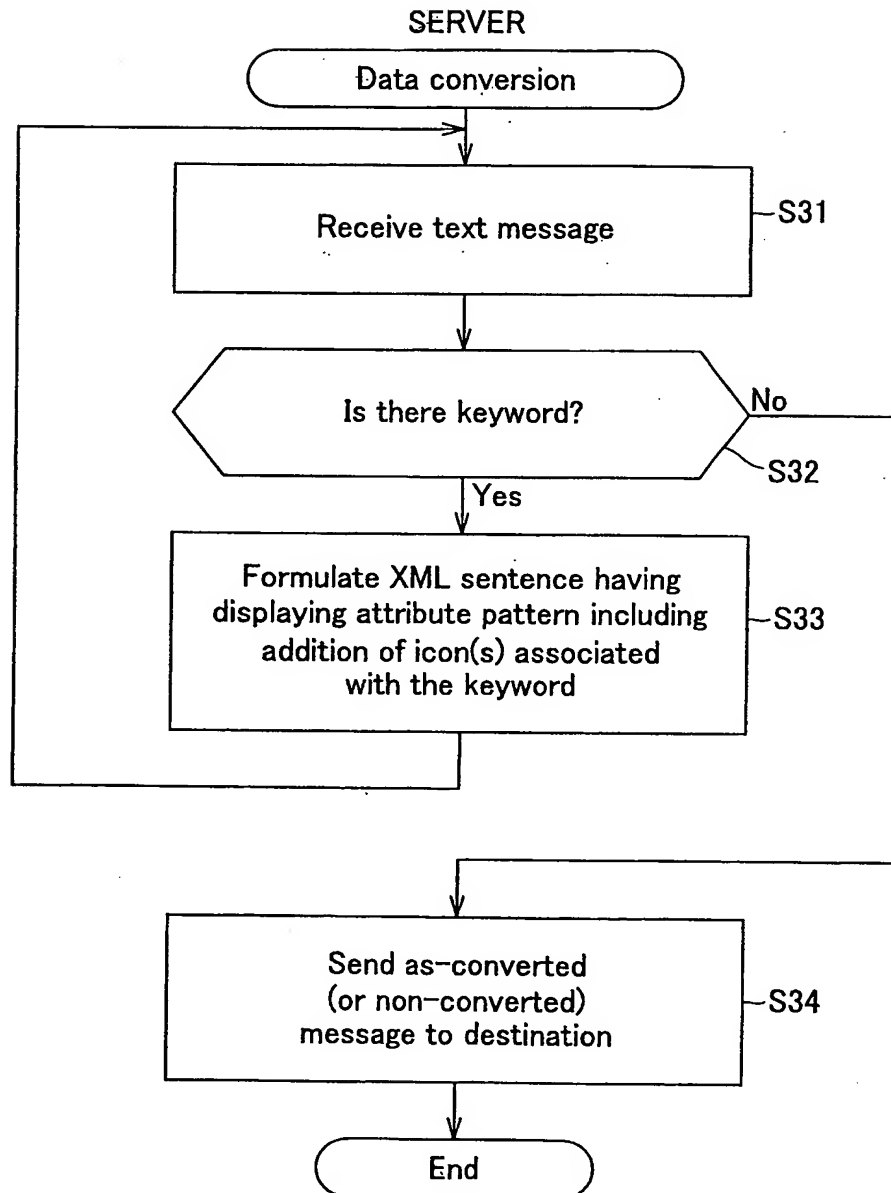 SERVER
Data conversion
Receive text message
S31
Is there keyword?
No
S32
Yes
Formulate XML sentence having
displaying attribute pattern including
addition of icon(s) associated
with the keyword
S33
Send as-converted
(or non-converted)
message to destination
S34
End